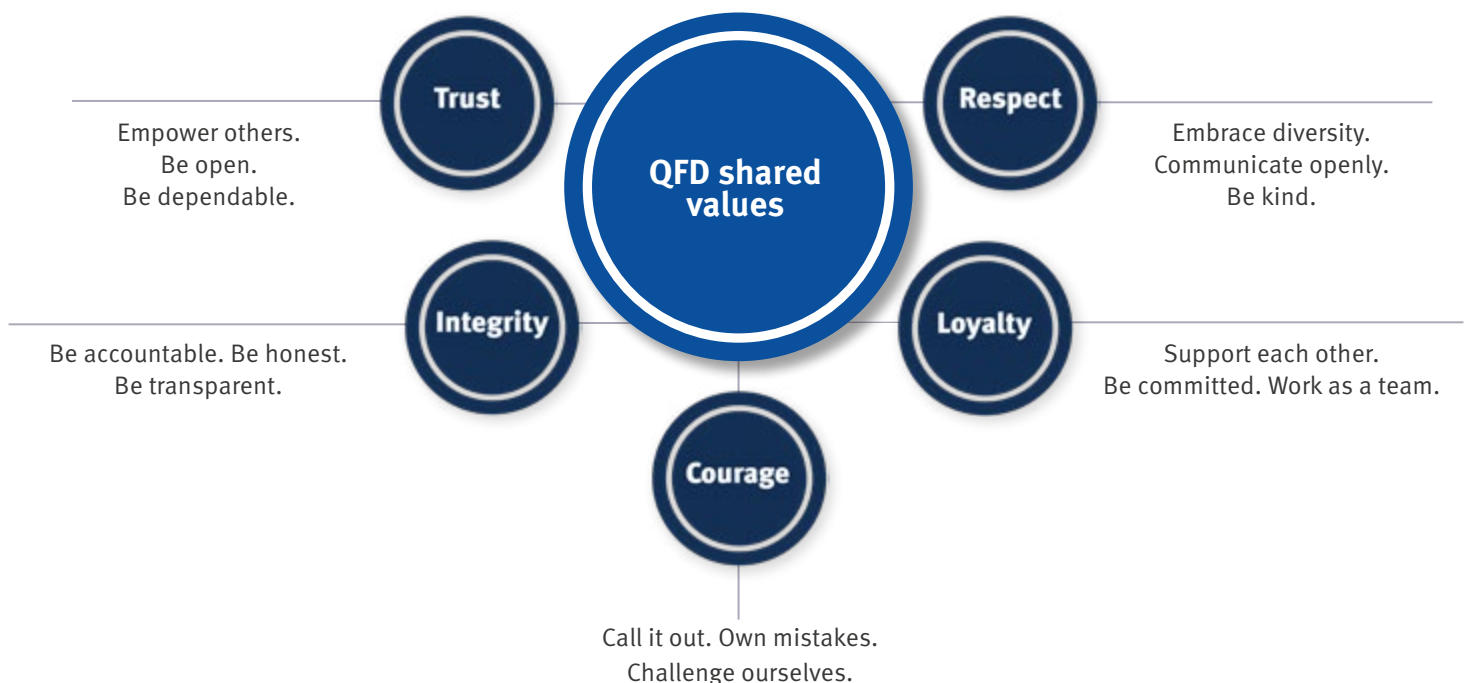 QFD shared
values
Trust
Empower others.
Be open.
Be dependable.
Respect
Embrace diversity.
Communicate openly.
Be kind.
Integrity
Be accountable. Be honest.
Be transparent.
Loyalty
Support each other.
Be committed. Work as a team.
Courage
Call it out. Own mistakes.
Challenge ourselves.